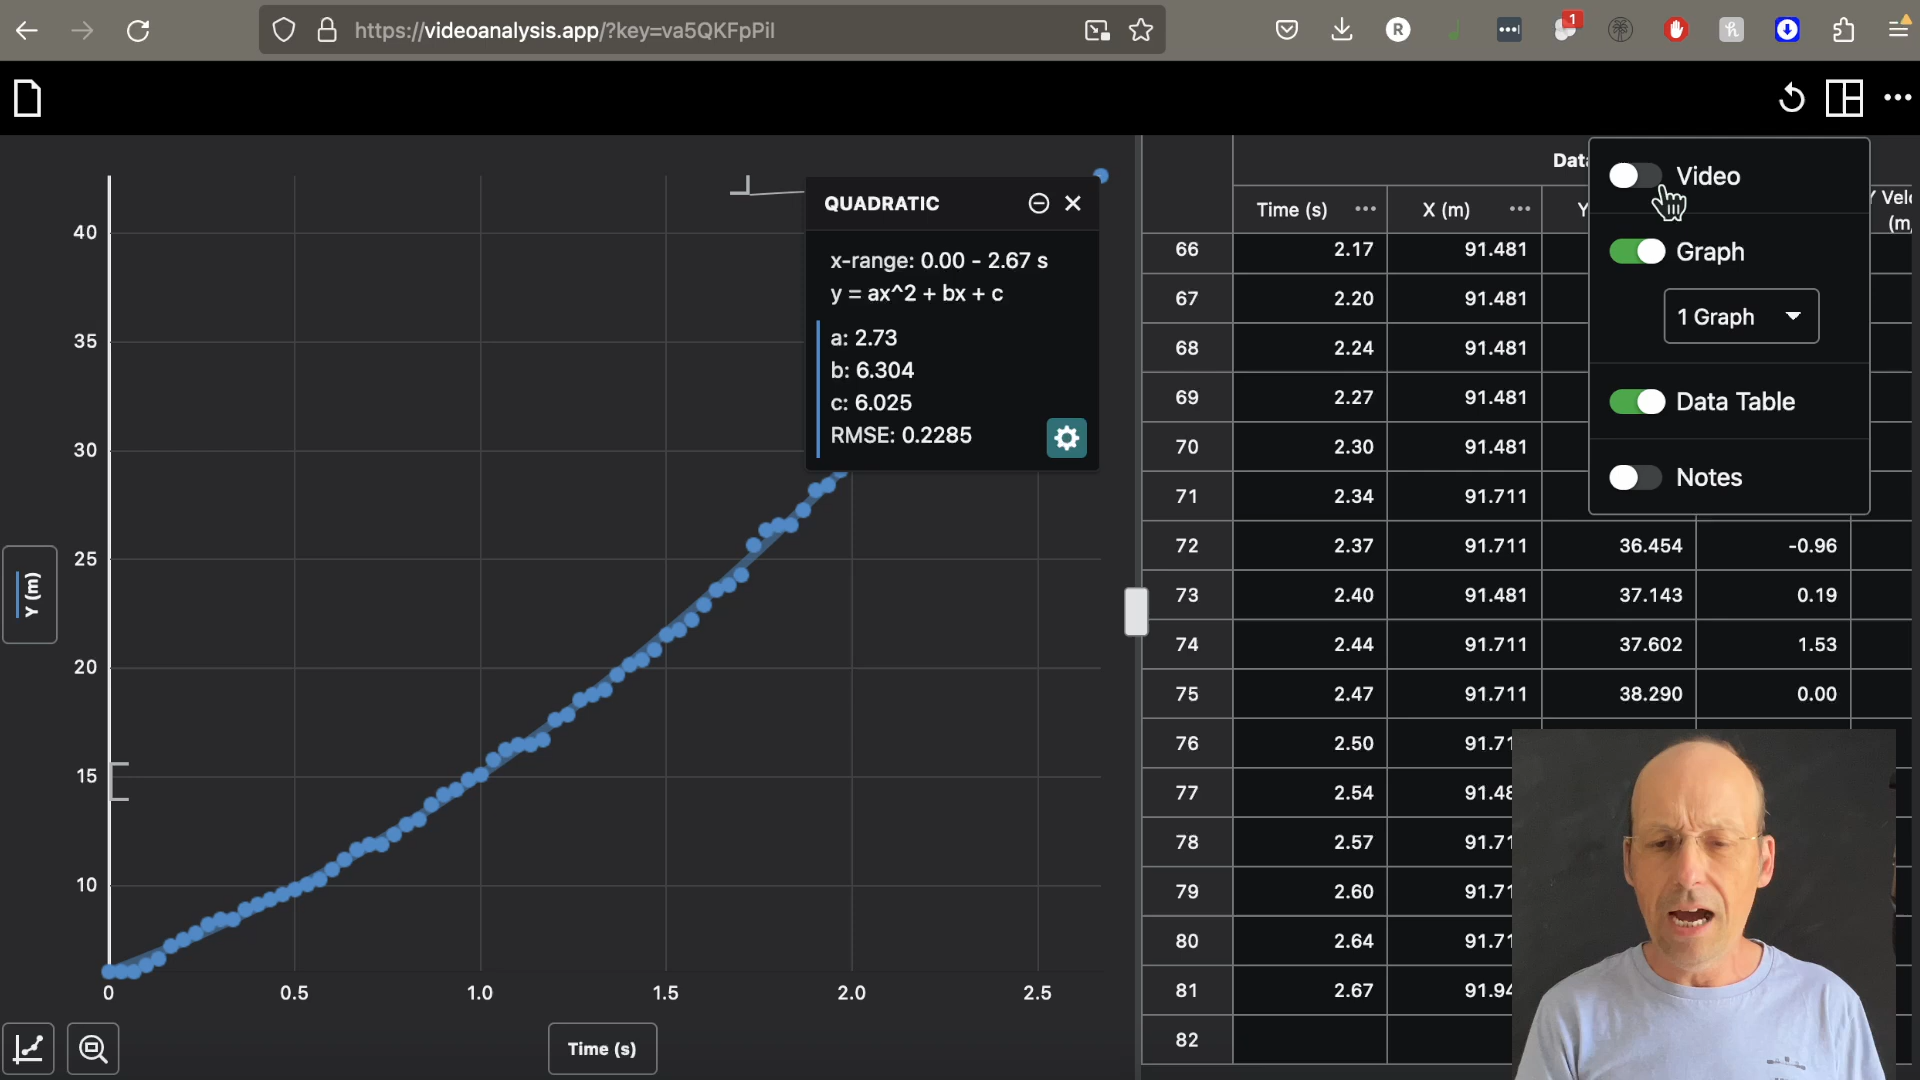 https://videoanalysis.app/?key=va5QKFpPil
R
1
h
40
35
30
25
20
15
10
Y (m)
0
0.5
1.0
1.5
2.0
2.5
Time (s)
QUADRATIC
x-range: 0.00 - 2.67 s
y = ax^2 + bx + c
a: 2.73
b: 6.304
c: 6.025
RMSE: 0.2285
Time (s) ••• X (m) •••
66 2.17 91.481
67 2.20 91.481
68 2.24 91.481
69 2.27 91.481
70 2.30 91.481
71 2.34 91.711
72 2.37 91.711 36.454 -0.96
73 2.40 91.481 37.143 0.19
74 2.44 91.711 37.602 1.53
75 2.47 91.711 38.290 0.00
76 2.50
77 2.54
78 2.57
79 2.60
80 2.64
81 2.67
82
Video
Graph
1 Graph
Data Table
Notes